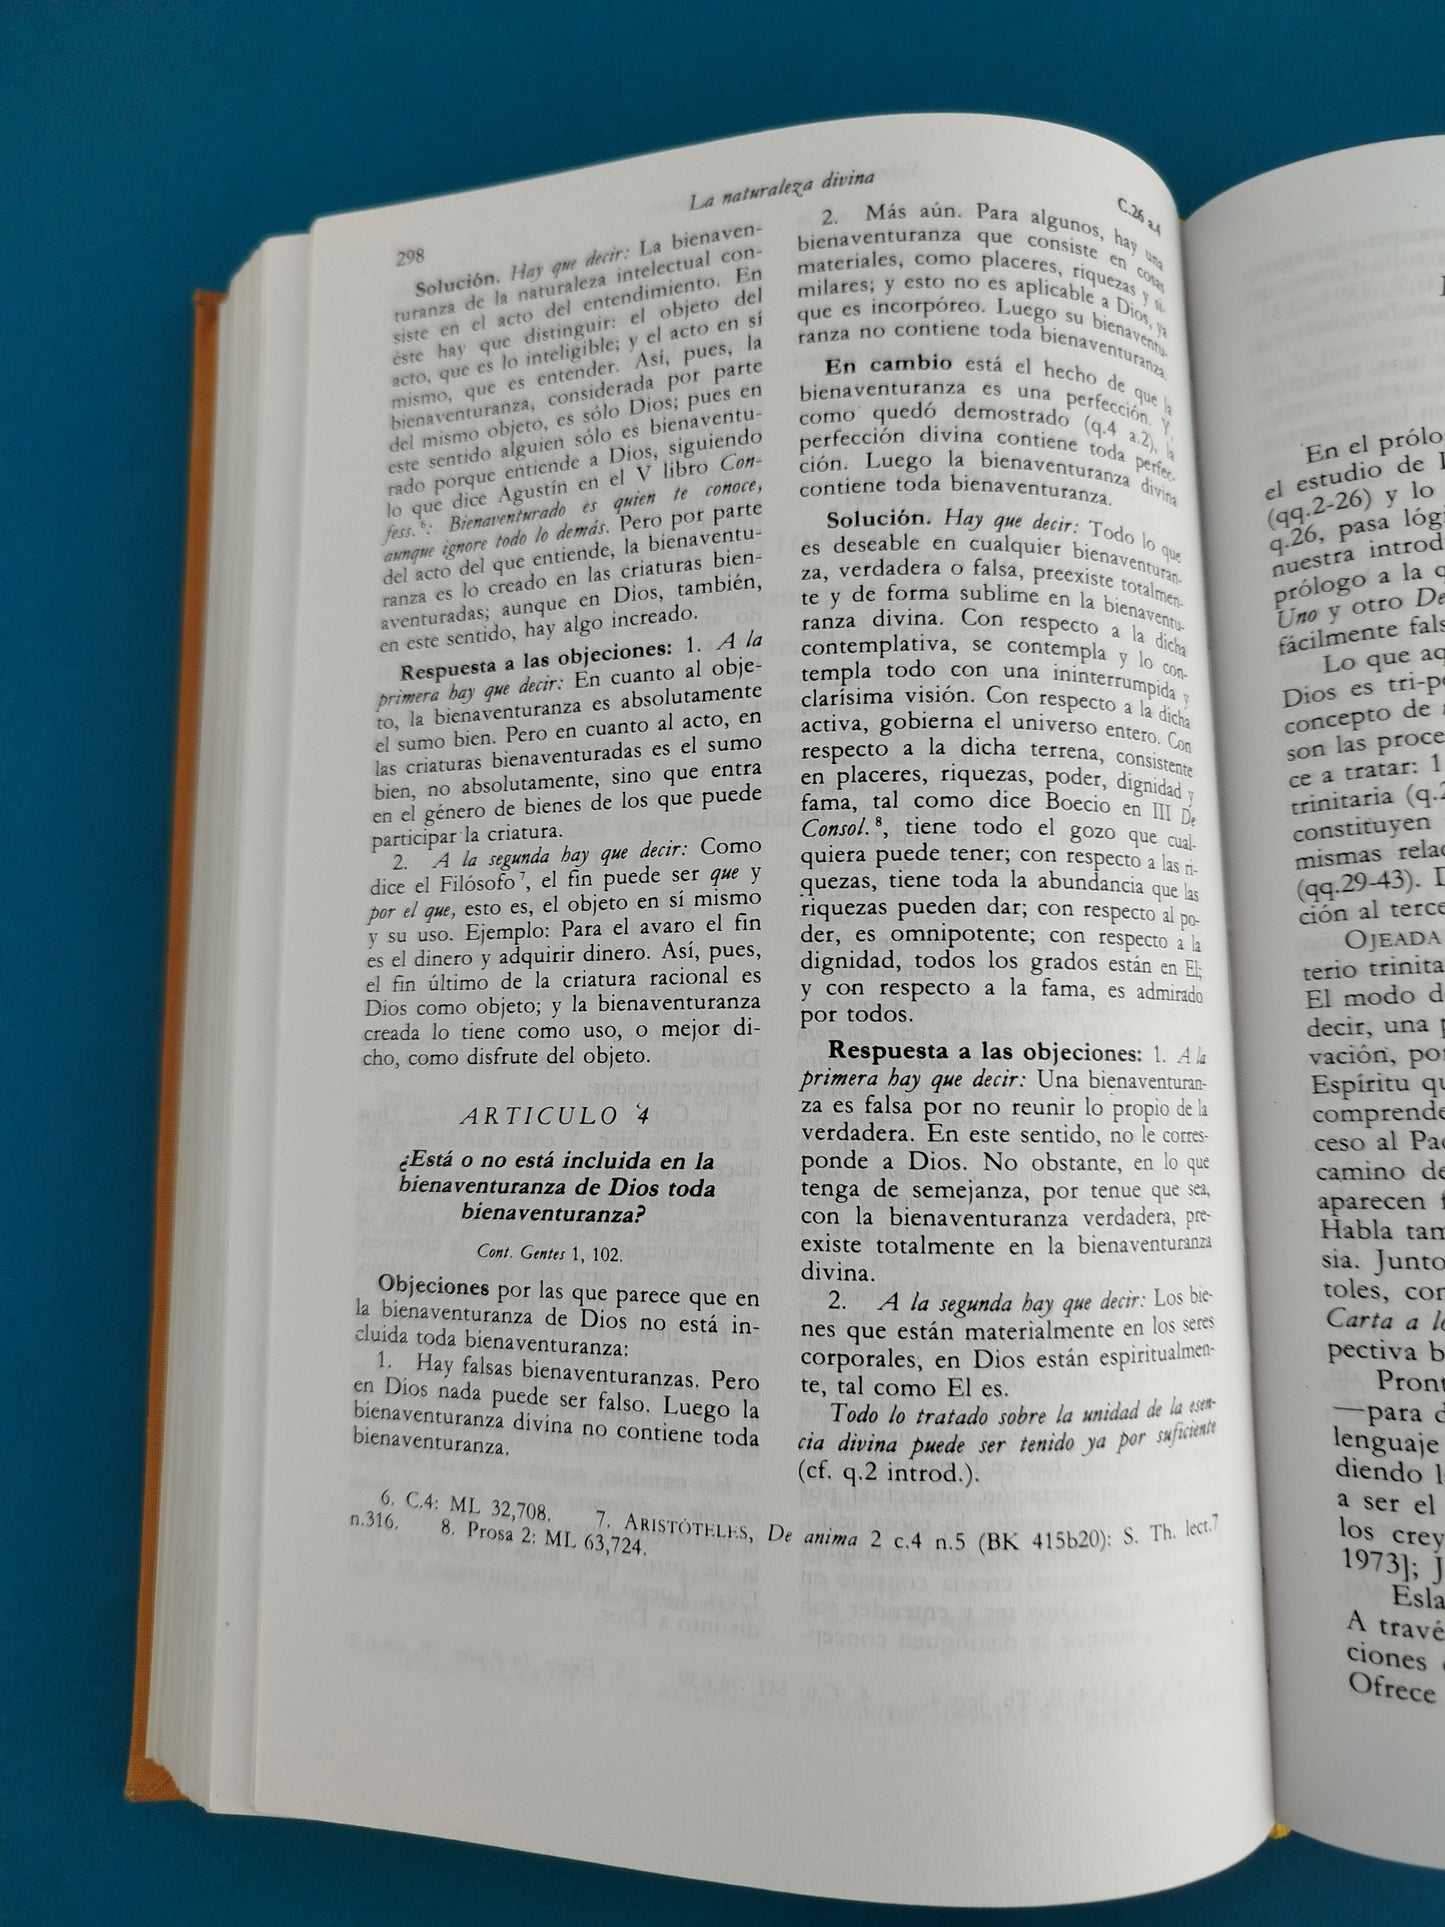 298
La naturaleza divina
C.26 a.4
Solución. Hay que decir: La bienaven-
turanza de la naturaleza intelectual con-
siste en el acto del entendimiento. En
éste hay que distinguir: el objeto del
acto, que es lo inteligible; y el acto en sí
mismo, que es entender. Así, pues, la
bienaventuranza, considerada por parte
del mismo objeto, es sólo Dios; pues en
este sentido alguien sólo es bienaventu-
rado porque entiende a Dios, siguiendo
lo que dice Agustín en el V libro Con-
fess.⁶: Bienaventurado es quien te conoce,
aunque ignore todo lo demás. Pero por parte
del acto del que entiende, la bienaventu-
ranza es lo creado en las criaturas bien-
aventuradas; aunque en Dios, también,
en este sentido, hay algo increado.
Respuesta a las objeciones: 1. A la
primera hay que decir: En cuanto al obje-
to, la bienaventuranza es absolutamente
el sumo bien. Pero en cuanto al acto, en
las criaturas bienaventuradas es el sumo
bien, no absolutamente, sino que entra
en el género de bienes de los que puede
participar la criatura.
2. A la segunda hay que decir: Como
dice el Filósofo⁷, el fin puede ser que y
por el que, esto es, el objeto en sí mismo
y su uso. Ejemplo: Para el avaro el fin
es el dinero y adquirir dinero. Así, pues,
el fin último de la criatura racional es
Dios como objeto; y la bienaventuranza
creada lo tiene como uso, o mejor di-
cho, como disfrute del objeto.
ARTICULO 4
¿Está o no está incluida en la
bienaventuranza de Dios toda
bienaventuranza?
Cont. Gentes 1, 102.
Objeciones por las que parece que en
la bienaventuranza de Dios no está in-
cluida toda bienaventuranza:
1. Hay falsas bienaventuranzas. Pero
en Dios nada puede ser falso. Luego la
bienaventuranza divina no contiene toda
bienaventuranza.
2. Más aún. Para algunos, hay una
bienaventuranza que consiste en cosas
materiales, como placeres, riquezas y si-
milares; y esto no es aplicable a Dios, ya
que es incorpóreo. Luego su bienaventu-
ranza no contiene toda bienaventuranza.
En cambio está el hecho de que la
bienaventuranza es una perfección. Y,
como quedó demostrado (q.4 a.2), la
perfección divina contiene toda perfec-
ción. Luego la bienaventuranza divina
contiene toda bienaventuranza.
Solución. Hay que decir: Todo lo que
es deseable en cualquier bienaventuran-
za, verdadera o falsa, preexiste totalmen-
te y de forma sublime en la bienaventu-
ranza divina. Con respecto a la dicha
contemplativa, se contempla y lo con-
templa todo con una ininterrumpida y
clarísima visión. Con respecto a la dicha
activa, gobierna el universo entero. Con
respecto a la dicha terrena, consistente
en placeres, riquezas, poder, dignidad y
fama, tal como dice Boecio en III De
Consol.⁸, tiene todo el gozo que cual-
quiera puede tener; con respecto a las ri-
quezas, tiene toda la abundancia que las
riquezas pueden dar; con respecto al po-
der, es omnipotente; con respecto a la
dignidad, todos los grados están en El;
y con respecto a la fama, es admirado
por todos.
Respuesta a las objeciones: 1. A la
primera hay que decir: Una bienaventuran-
za es falsa por no reunir lo propio de la
verdadera. En este sentido, no le corres-
ponde a Dios. No obstante, en lo que
tenga de semejanza, por tenue que sea,
con la bienaventuranza verdadera, pre-
existe totalmente en la bienaventuranza
divina.
2. A la segunda hay que decir: Los bie-
nes que están materialmente en los seres
corporales, en Dios están espiritualmen-
te, tal como El es.
Todo lo tratado sobre la unidad de la esen-
cia divina puede ser tenido ya por suficiente
(cf. q.2 introd.).
6. C.4: ML 32,708. 7. ARISTÓTELES, De anima 2 c.4 n.5 (BK 415b20): S. Th. lect.7
n.316. 8. Prosa 2: ML 63,724.
En el prólo
el estudio de
(qq.2-26) y lo
q.26, pasa lógi
nuestra introd
prólogo a la q
Uno y otro De
fácilmente fals
Lo que aq
Dios es tri-p
concepto de
son las proce
ce a tratar: 1
trinitaria (q.2
constituyen
mismas relac
(qq.29-43).
ción al terce
OJEADA
terio trinita
El modo d
decir, una
vación, por
Espíritu qu
comprende
ceso al Pad
camino de
aparecen
Habla tam
sia. Junto
toles, con
Carta a lo
pectiva b
Pront
—para d
lenguaje
diendo l
a ser el
los crey
1973]; J
Esla
A travé
ciones
Ofrece